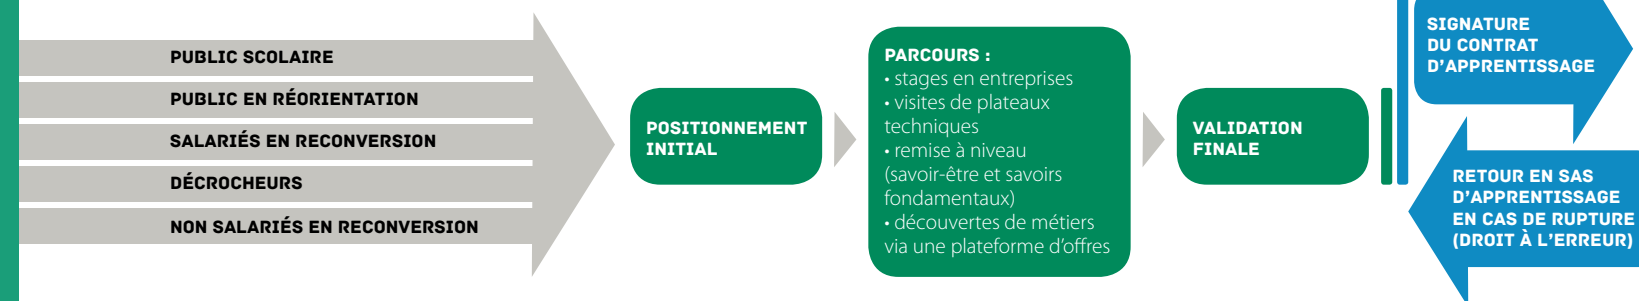 PUBLIC SCOLAIRE
PUBLIC EN RÉORIENTATION
SALARIÉS EN RECONVERSION
DÉCROCHEURS
NON SALARIÉS EN RECONVERSION
POSITIONNEMENT
INITIAL
PARCOURS :
• stages en entreprises
• visites de plateaux
techniques
• remise à niveau
(savoir-être et savoirs
fondamentaux)
• découvertes de métiers
via une plateforme d’offres
VALIDATION
FINALE
SIGNATURE
DU CONTRAT
D’APPRENTISSAGE
RETOUR EN SAS
D’APPRENTISSAGE
EN CAS DE RUPTURE
(DROIT À L’ERREUR)